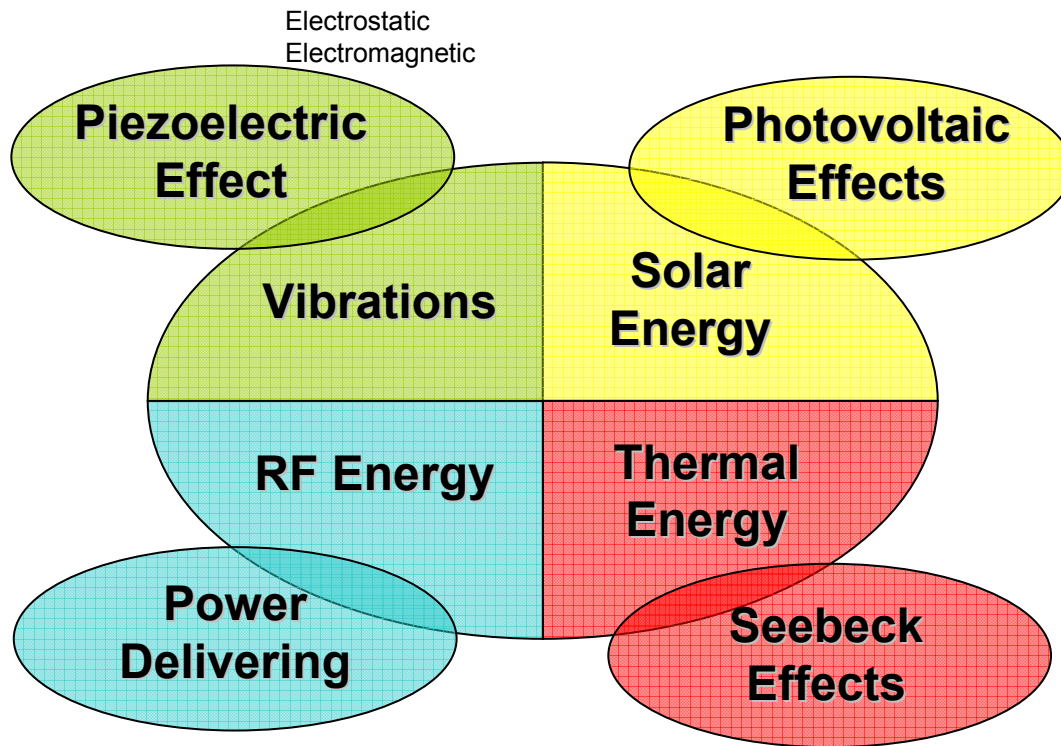 Electrostatic
Electromagnetic
Piezoelectric
Effect
Photovoltaic
Effects
Vibrations
Solar
Energy
RF Energy
Thermal
Energy
Power
Delivering
Seebeck
Effects